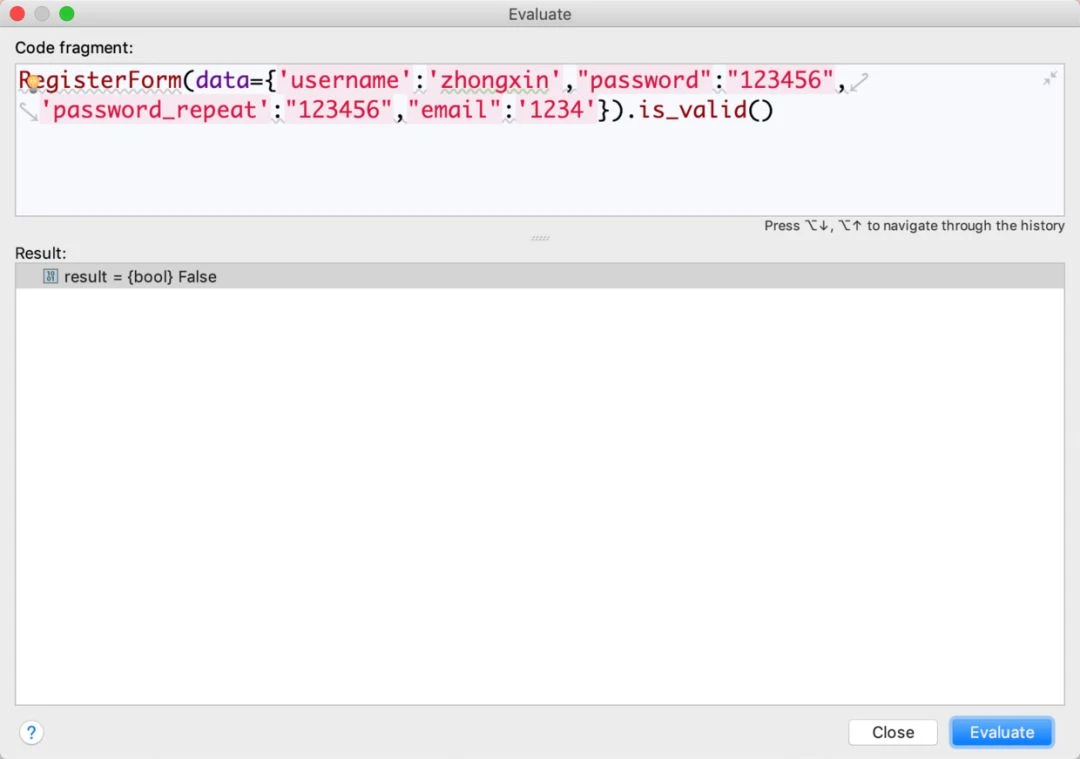 Evaluate
Code fragment:
RegisterForm(data={'username':'zhongxin',"password":"123456",
'password_repeat':"123456","email":'1234'}).is_valid()
Press ⌥↓, ⌥↑ to navigate through the history
Result:
result = {bool} False
?
Close
Evaluate